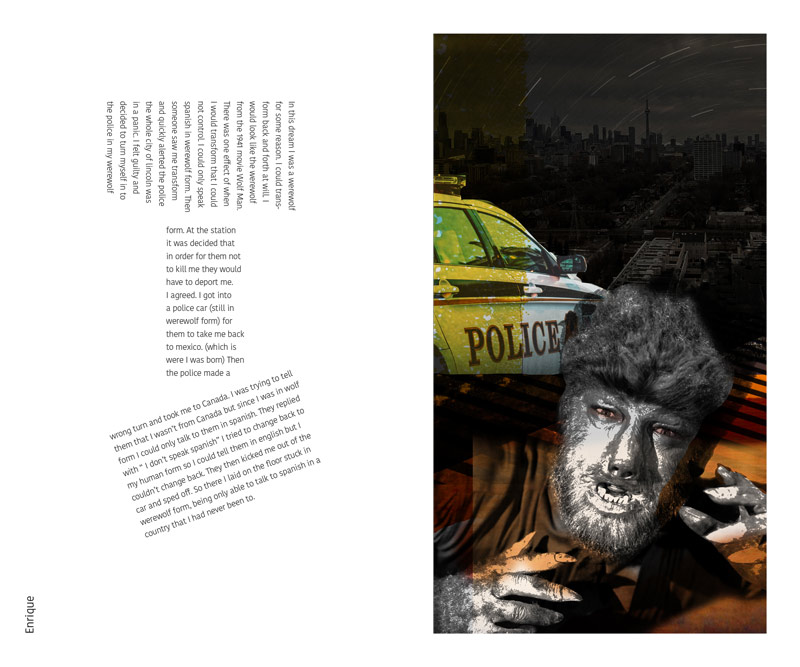 In this dream I was a werewolf
for some reason. I could trans-
form back and forth at will. I
would look like the werewolf
from the 1941 movie Wolf Man.
There was one effect of when
I would transform that I could
not control. I could only speak
spanish in werewolf form. Then
someone saw me transform
and quickly alerted the police
the whole city of lincoln was
in a panic. I felt guilty and
decided to turn myself in to
the police in my werewolf
form. At the station
it was decided that
in order for them not
to kill me they would
have to deport me.
I agreed. I got into
a police car (still in
werewolf form) for
them to take me back
to mexico. (which is
were I was born) Then
the police made a
wrong turn and took me to Canada. I was trying to tell
them that I wasn't from Canada but since I was in wolf
form I could only talk to them in spanish. They replied
with " I don't speak spanish" I tried to change back to
my human form so I could tell them in english but I
couldn't change back. They then kicked me out of the
car and sped off. So there I laid on the floor stuck in
werewolf form, being only able to talk to spanish in a
country that I had never been to.
Enrique
POLICE